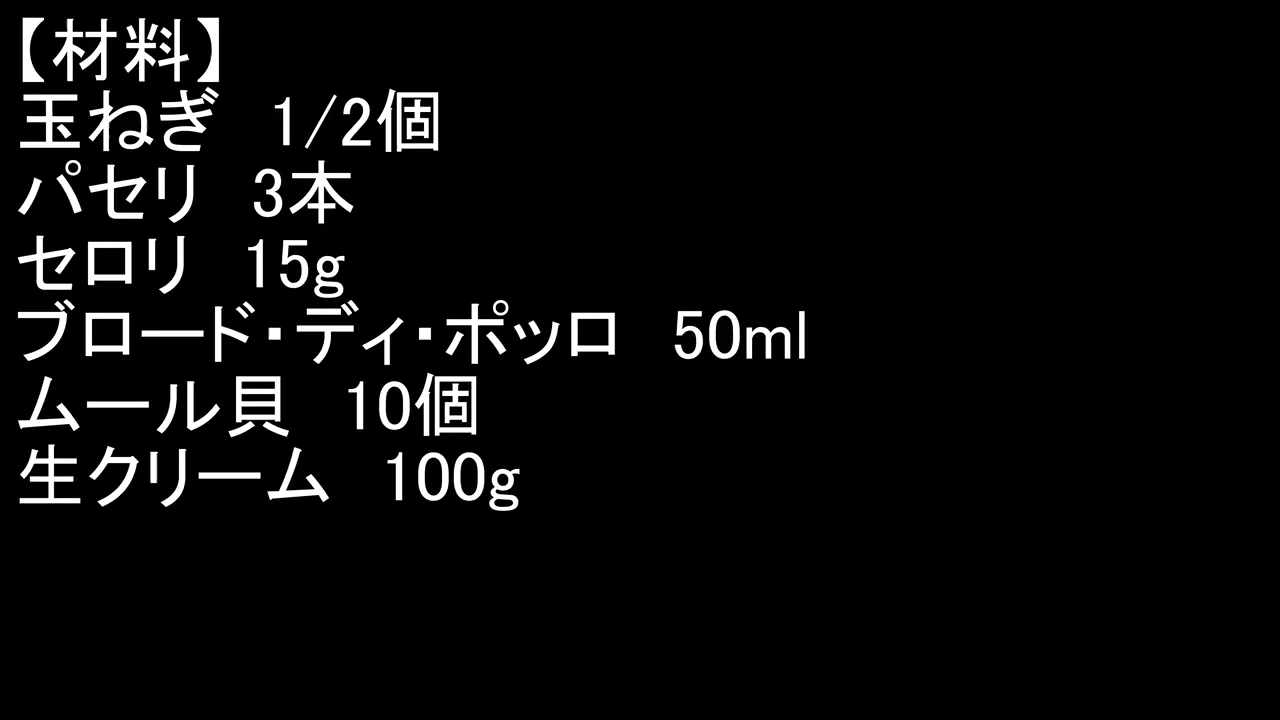 【材料】
玉ねぎ　1/2個
パセリ　3本
セロリ　15g
ブロード・ディ・ポッロ　50ml
ムール貝　10個
生クリーム　100g